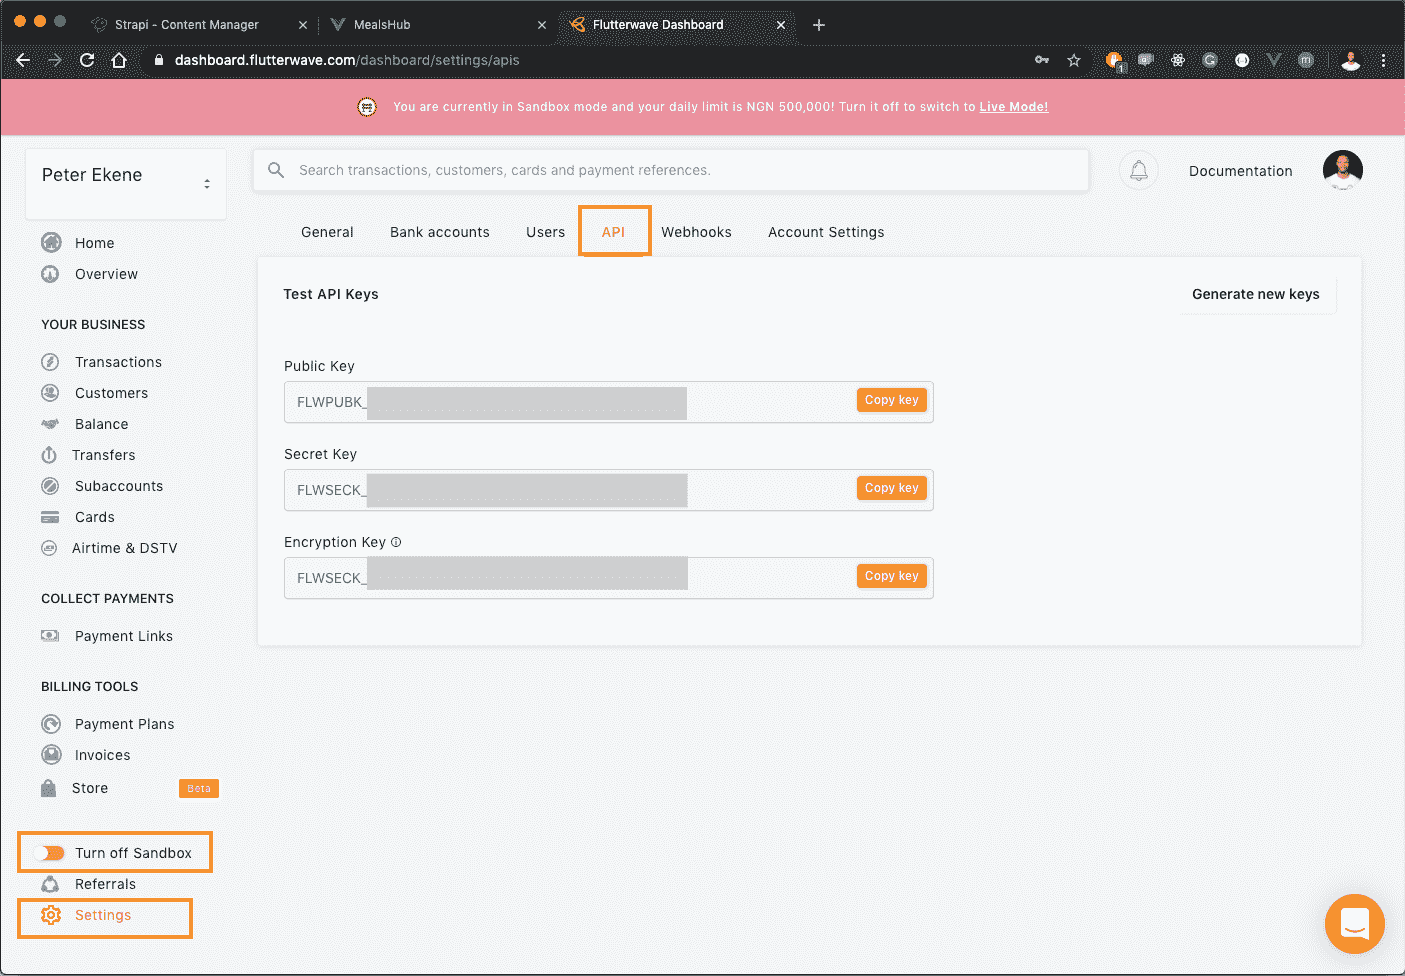 Strapi - Content Manager
MealsHub
Flutterwave Dashboard
dashboard.flutterwave.com/dashboard/settings/apis
1
m
You are currently in Sandbox mode and your daily limit is NGN 500,000! Turn it off to switch to Live Mode!
Peter Ekene
Search transactions, customers, cards and payment references.
Documentation
General
Bank accounts
Users
API
Webhooks
Account Settings
Home
Overview
YOUR BUSINESS
Transactions
Customers
Balance
Transfers
Subaccounts
Cards
Airtime & DSTV
COLLECT PAYMENTS
Payment Links
BILLING TOOLS
Payment Plans
Invoices
Store
Beta
Turn off Sandbox
Referrals
Settings
Test API Keys
Generate new keys
Public Key
FLWPUBK_
Copy key
Secret Key
FLWSECK_
Copy key
Encryption Key
FLWSECK_
Copy key